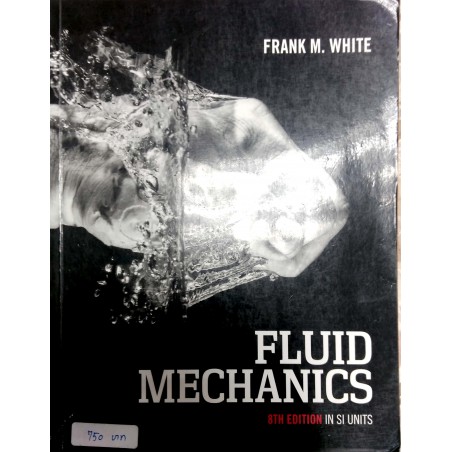 FRANK M. WHITE
FLUID
MECHANICS
8TH EDITION IN SI UNITS
750 บาท